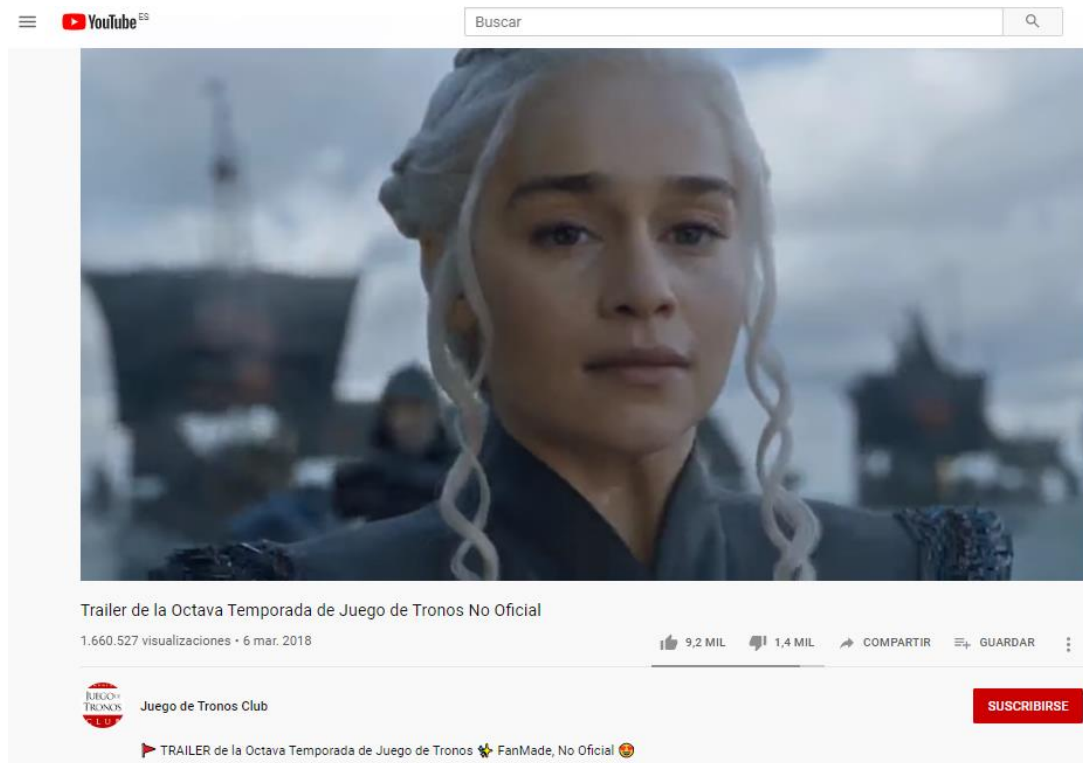 YouTube ES
Buscar
Trailer de la Octava Temporada de Juego de Tronos No Oficial
1.660.527 visualizaciones • 6 mar. 2018
9,2 MIL 1,4 MIL COMPARTIR GUARDAR
JUEGO DE
TRONOS
CLUB
Juego de Tronos Club
SUSCRIBIRSE
TRAILER de la Octava Temporada de Juego de Tronos FanMade, No Oficial